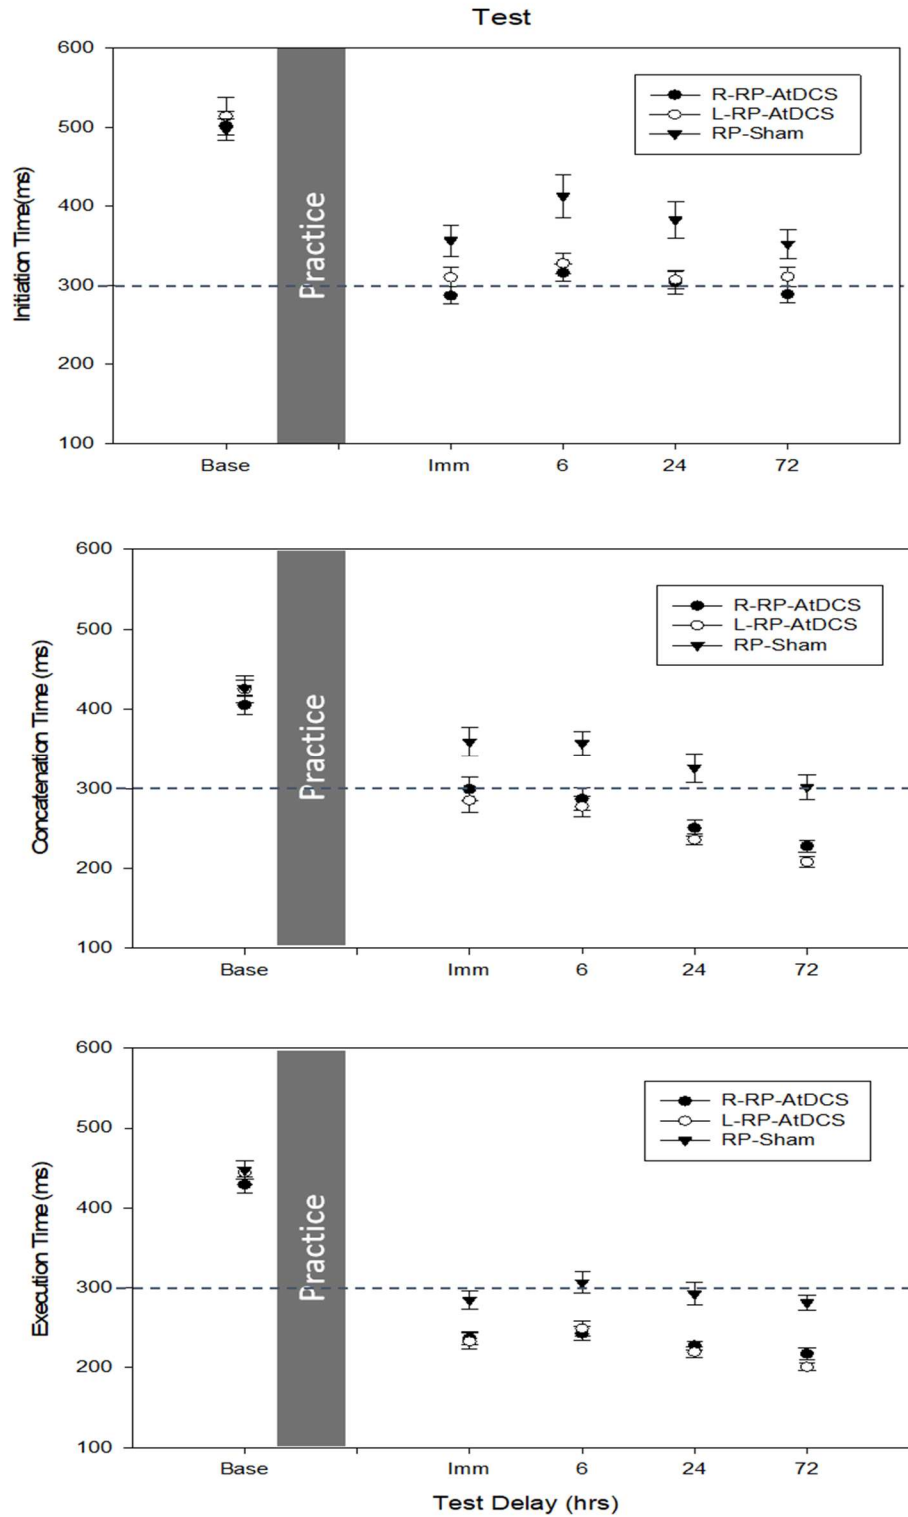 Test
600
500
400
300
200
100
Initiation Time(ms)
Practice
R-RP-AtDCS
L-RP-AtDCS
RP-Sham
Base
Imm
6
24
72
600
500
400
300
200
100
Concatenation Time (ms)
Practice
R-RP-AtDCS
L-RP-AtDCS
RP-Sham
Base
Imm
6
24
72
600
500
400
300
200
100
Execution Time (ms)
Practice
R-RP-AtDCS
L-RP-AtDCS
RP-Sham
Base
Imm
6
24
72
Test Delay (hrs)